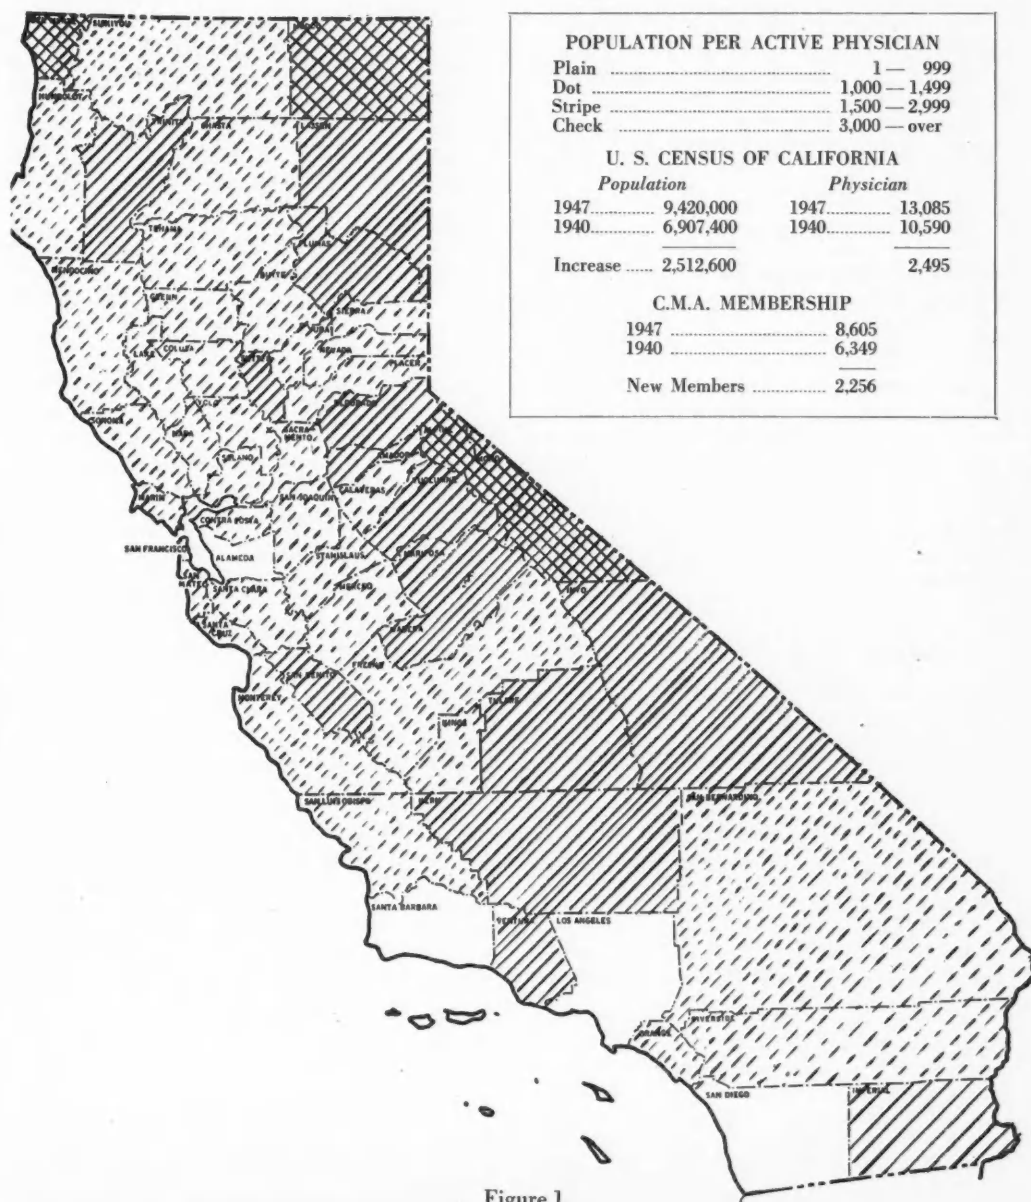 POPULATION PER ACTIVE PHYSICIAN
Plain ........ 1 — 999
Dot ........ 1,000 — 1,499
Stripe ........ 1,500 — 2,999
Check ........ 3,000 — over
U. S. CENSUS OF CALIFORNIA
Population Physician
1947 ........ 9,420,000 1947 ........ 13,085
1940 ........ 6,907,400 1940 ........ 10,590
Increase ...... 2,512,600 2,495
C.M.A. MEMBERSHIP
1947 ........ 8,605
1940 ........ 6,349
New Members ........ 2,256
SISKIYOU
HUMBOLDT
TRINITY
SHASTA
LASSEN
TEHAMA
PLUMAS
MENDOCINO
BUTTE
GLENN
SIERRA
YUBA
LAKE
COLUSA
NEVADA
PLACER
YOLO
EL DORADO
SONOMA
NAPA
SACRA-
MENTO
SOLANO
AMADOR
TUOLUMNE
MARIN
SAN JOAQUIN
CALAVERAS
CONTRA COSTA
SAN FRANCISCO
ALAMEDA
STANISLAUS
MARIPOSA
SAN
MATEO
SANTA CLARA
MERCED
INYO
SANTA
CRUZ
MADERA
FRESNO
SAN BENITO
MONTEREY
TULARE
KINGS
SAN LUIS OBISPO
KERN
SAN BERNARDINO
SANTA BARBARA
VENTURA
LOS ANGELES
ORANGE
RIVERSIDE
SAN DIEGO
IMPERIAL
Figure 1